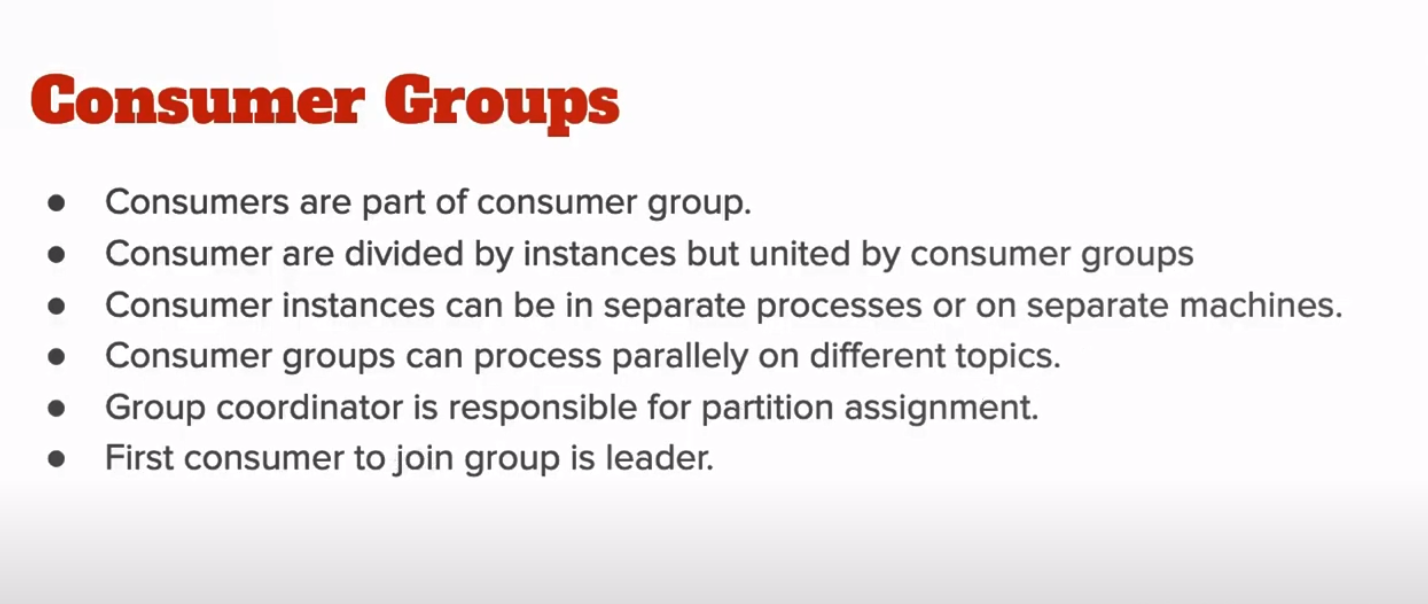 Consumer Groups
● Consumers are part of consumer group.
● Consumer are divided by instances but united by consumer groups
● Consumer instances can be in separate processes or on separate machines.
● Consumer groups can process parallely on different topics.
● Group coordinator is responsible for partition assignment.
● First consumer to join group is leader.